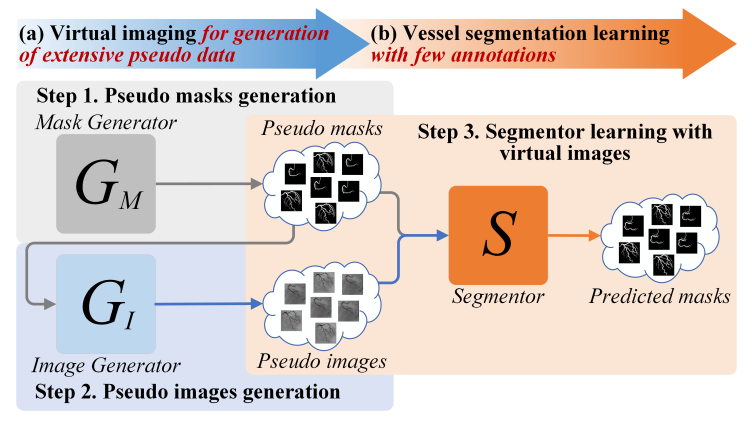 (a) Virtual imaging for generation
of extensive pseudo data
(b) Vessel segmentation learning
with few annotations
Step 1. Pseudo masks generation
Mask Generator
G_M
Pseudo masks
Step 3. Segmentor learning with
virtual images
S
Segmentor
Predicted masks
G_I
Image Generator
Pseudo images
Step 2. Pseudo images generation